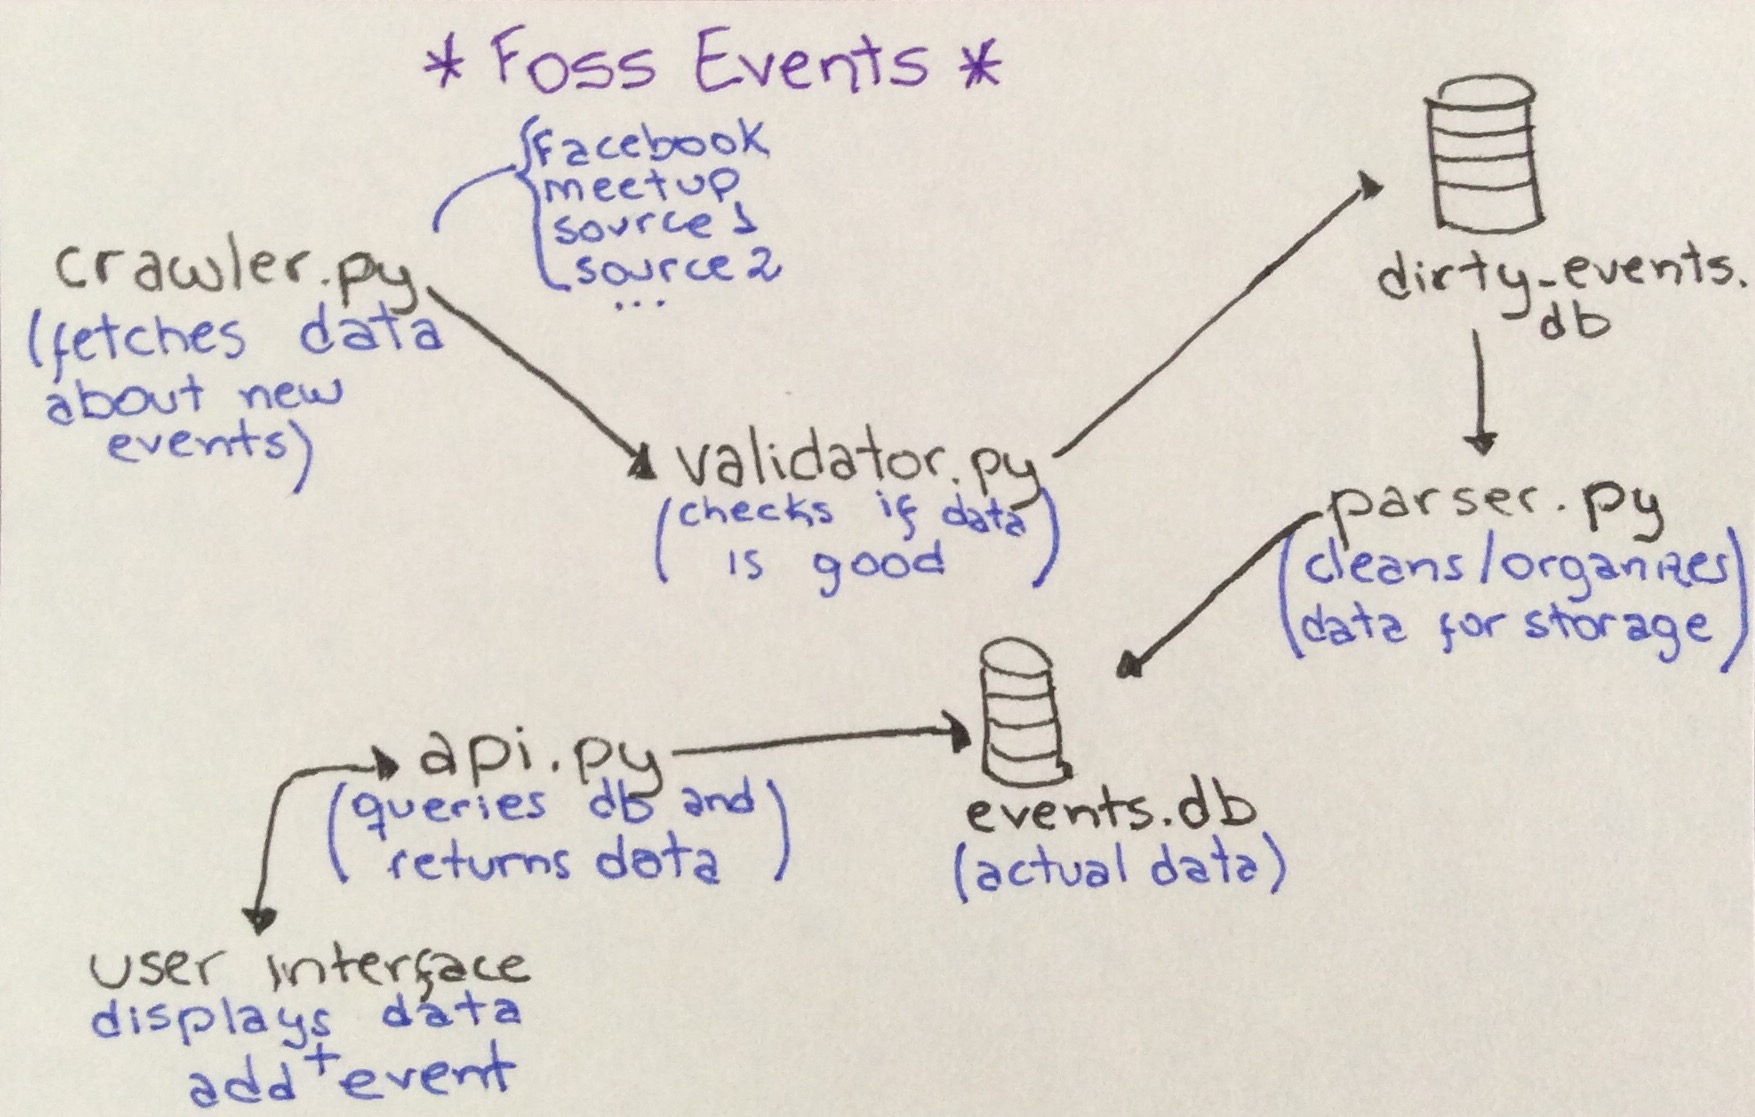 * Foss Events *
facebook
meetup
source 1
source 2
...
crawler.py
(fetches data
about new
events)
dirty_events.
db
validator.py
(checks if data
is good)
parser.py
(cleans/organizes
data for storage)
api.py
(queries db and
returns data)
events.db
(actual data)
user interface
displays data
+
add event